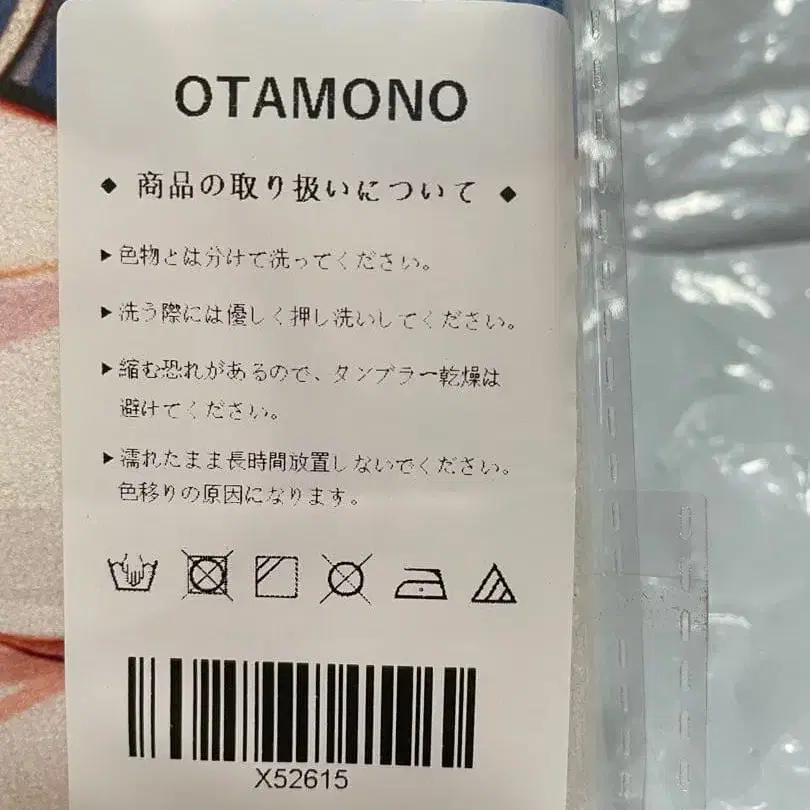 OTAMONO
◆ 商品の取り扱いについて ◆
▶色物とは分けて洗ってください。
▶洗う際には優しく押し洗いしてください。
▶縮む恐れがあるので、タンブラー乾燥は
避けてください。
▶濡れたまま長時間放置しないでください。
色移りの原因になります。
X52615